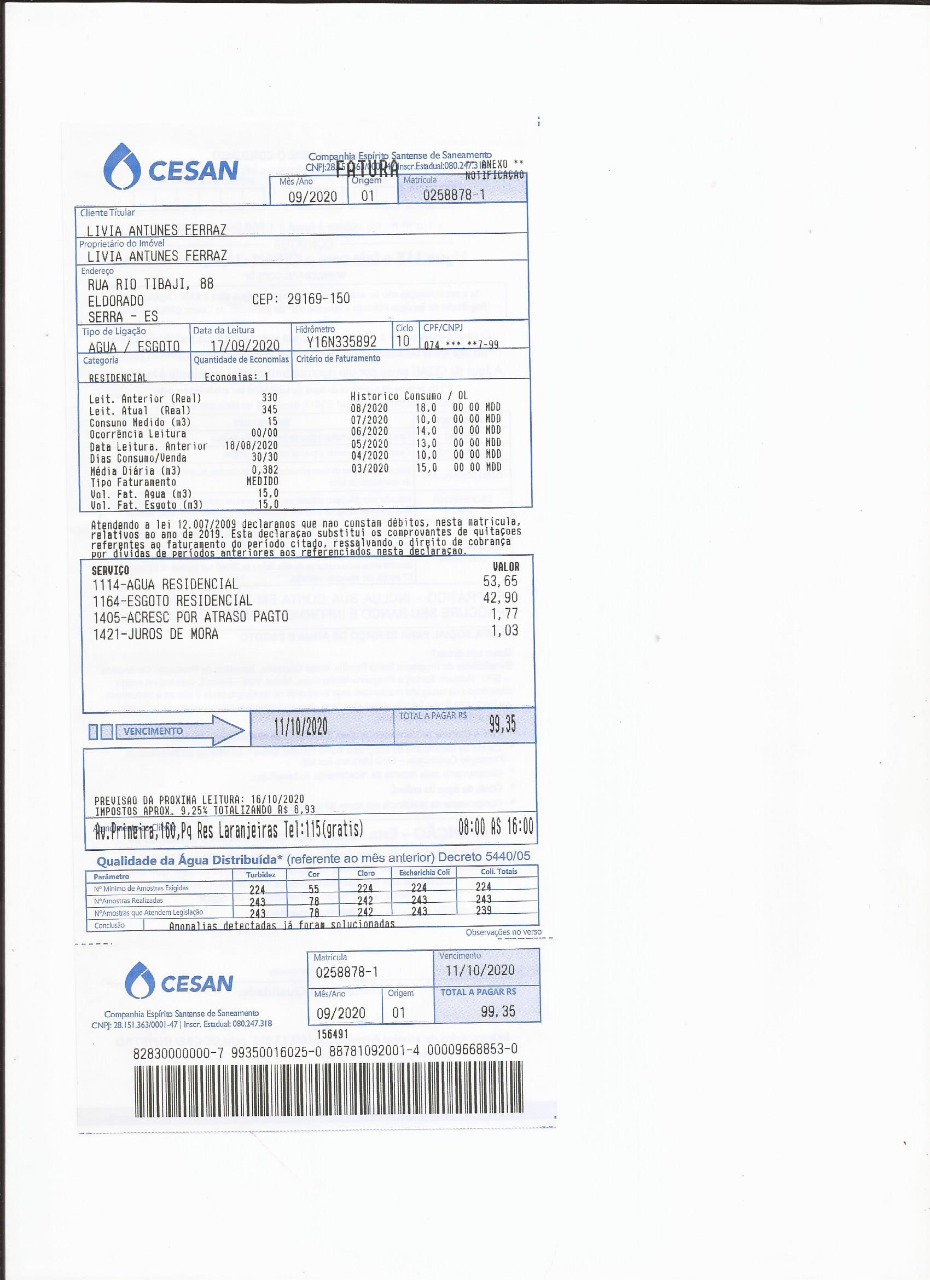 CESAN
Companhia Espírito Santense de Saneamento
FATURA
** ANEXO **
NOTIFICAÇÃO
Mês /Ano Origem Matrícula
09/2020 01 0258878-1
Cliente Titular
LIVIA ANTUNES FERRAZ
Proprietário do Imóvel
LIVIA ANTUNES FERRAZ
Endereço
RUA RIO TIBAJI, 88
ELDORADO CEP: 29169-150
SERRA - ES
Tipo de Ligação Data da Leitura Hidrômetro Ciclo CPF/CNPJ
AGUA / ESGOTO 17/09/2020 Y16N335892 10 074.***.**7-99
Categoria Quantidade de Economias Critério de Faturamento
RESIDENCIAL Economias: 1
Leit. Anterior (Real) 330 Historico Consumo / DL
Leit. Atual (Real) 345 08/2020 18,0 00 00 MDD
Consumo Medido (m3) 15 07/2020 10,0 00 00 MDD
Ocorrência Leitura 00/00 06/2020 14,0 00 00 MDD
Data Leitura. Anterior 18/08/2020 05/2020 13,0 00 00 MDD
Dias Consumo/Venda 30/30 04/2020 10,0 00 00 MDD
Média Diária (m3) 0,382 03/2020 15,0 00 00 MDD
Tipo Faturamento MEDIDO
Vol. Fat. Agua (m3) 15,0
Vol. Fat. Esgoto (m3) 15,0
Atendendo a lei 12.007/2009 declaramos que nao constam débitos, nesta matricula,
relativos ao ano de 2019. Esta declaraçao substitui os comprovantes de quitaçoes
referentes ao faturamento do período citado, ressalvando o direito de cobrança
por dívidas de períodos anteriores aos referenciados nesta declaraçao.
SERVIÇO VALOR
1114-AGUA RESIDENCIAL 53,65
1164-ESGOTO RESIDENCIAL 42,90
1405-ACRESC POR ATRASO PAGTO 1,77
1421-JUROS DE MORA 1,03
VENCIMENTO 11/10/2020 TOTAL A PAGAR R$ 99,35
PREVISAO DA PROXIMA LEITURA: 16/10/2020
IMPOSTOS APROX. 9,25% TOTALIZANDO R$ 8,93
Av.Primeira,160,Pq Res Laranjeiras Tel:115(gratis) 08:00 AS 16:00
Qualidade da Água Distribuída* (referente ao mês anterior) Decreto 5440/05
Parâmetro Turbidez Cor Cloro Escherichia Coli Coli. Totais
Nº Mínimo de Amostras Exigidas 224 55 224 224 224
NºAmostras Realizadas 243 78 242 243 243
NºAmostras que Atendem Legislação 243 78 242 243 239
Conclusão Anomalias detectadas já foram solucionadas
Observações no verso
CESAN
Companhia Espírito Santense de Saneamento
CNPJ: 28.151.363/0001-47 | Inscr. Estadual: 080.247.318
Matrícula Vencimento
0258878-1 11/10/2020
Mês/Ano Origem TOTAL A PAGAR R$
09/2020 01 99,35
156491
82830000000-7 99350016025-0 88781092001-4 00009668853-0